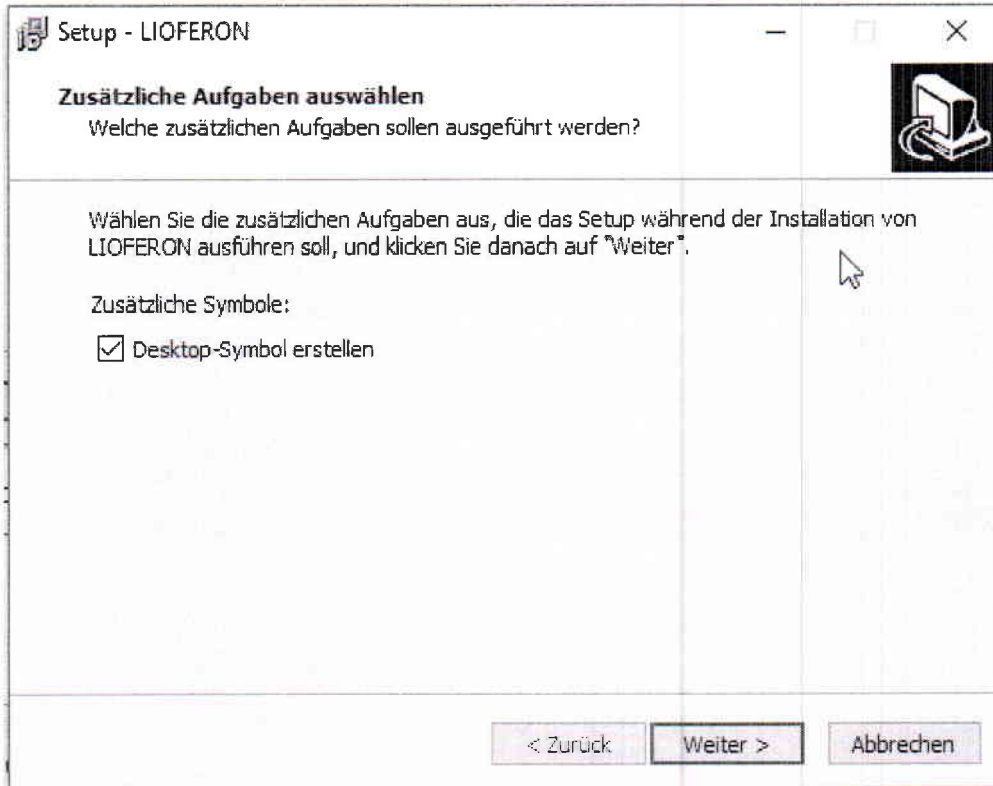 Setup - LIOFERON
Zusätzliche Aufgaben auswählen
Welche zusätzlichen Aufgaben sollen ausgeführt werden?
Wählen Sie die zusätzlichen Aufgaben aus, die das Setup während der Installation von
LIOFERON ausführen soll, und klicken Sie danach auf "Weiter".
Zusätzliche Symbole:
Desktop-Symbol erstellen
< Zurück
Weiter >
Abbrechen